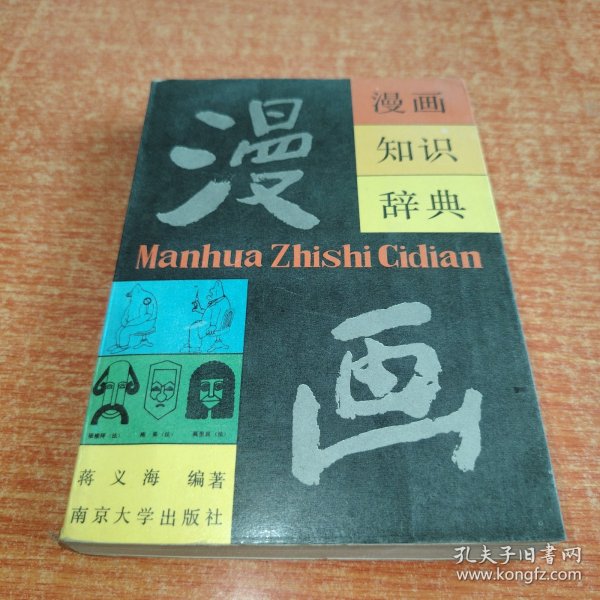 漫画
知识
辞典
漫
Manhua Zhishi Cidian
画
蒋义海 编著
南京大学出版社
孔夫子旧书网
www.kongfz.com